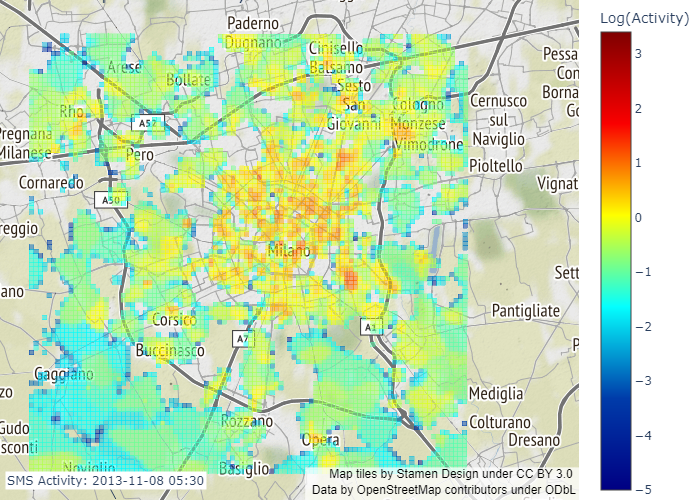 Log(Activity)
3
2
1
0
−1
−2
−3
−4
−5
Paderno
Dugnano
Cinisello
Balsamo
Sesto
San
Giovanni
Cologno
Monzese
Vimodrone
Cernusco
sul
Naviglio
Pioltello
Pessa
Con
Borna
Go
Vignat
Arese
Bollate
Rho
A52
Pregnana
Milanese
Pero
Cornaredo
A50
reggio
Milano
ano
Sett
Pantigliate
Corsico
A7
A1
Buccinasco
Gaggiano
P
zo
Mediglia
Gudo
sconti
Rozzano
Opera
Colturano
Dresano
Noviglio
Basiglio
SMS Activity: 2013-11-08 05:30
Map tiles by Stamen Design under CC BY 3.0
Data by OpenStreetMap contributors under ODbL